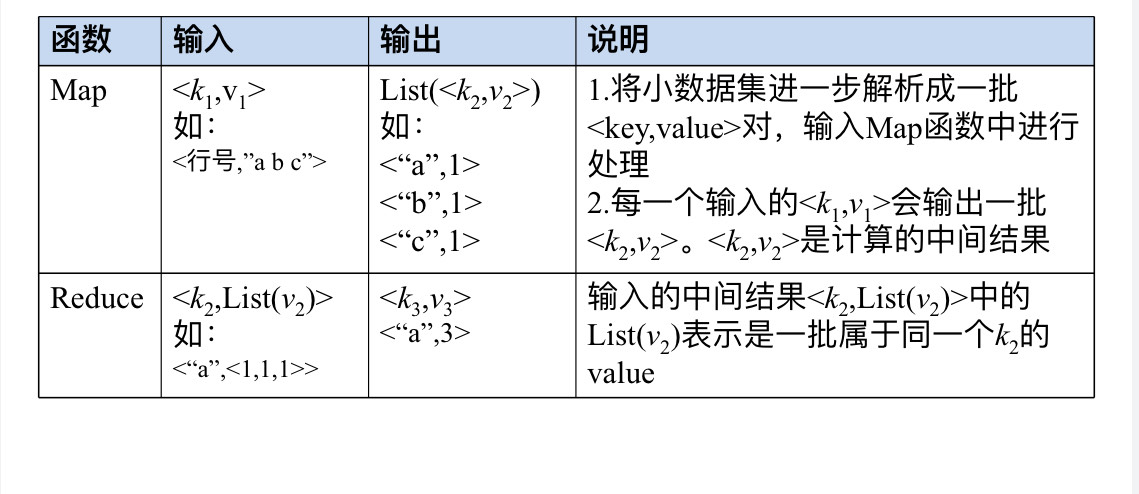 函数 输入 输出 说明
Map
<k1,v1>
如：
<行号,”a b c”>
List(<k2,v2>)
如：
<“a”,1>
<“b”,1>
<“c”,1>
1.将小数据集进一步解析成一批
<key,value>对，输入Map函数中进行
处理
2.每一个输入的<k1,v1>会输出一批
<k2,v2>。<k2,v2>是计算的中间结果
Reduce
<k2,List(v2)>
如：
<“a”,<1,1,1>>
<k3,v3>
<“a”,3>
输入的中间结果<k2,List(v2)>中的
List(v2)表示是一批属于同一个k2的
value